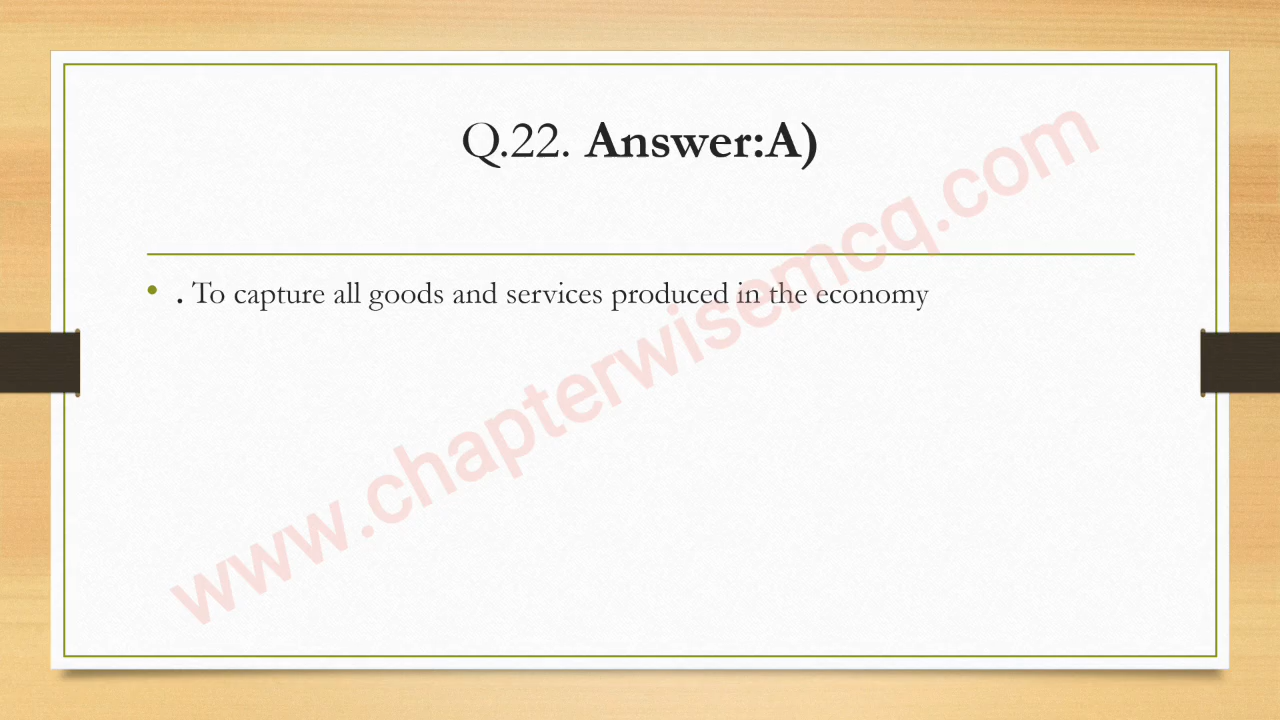 Q.22. Answer:A)
• . To capture all goods and services produced in the economy
www.chapterwisemcq.com